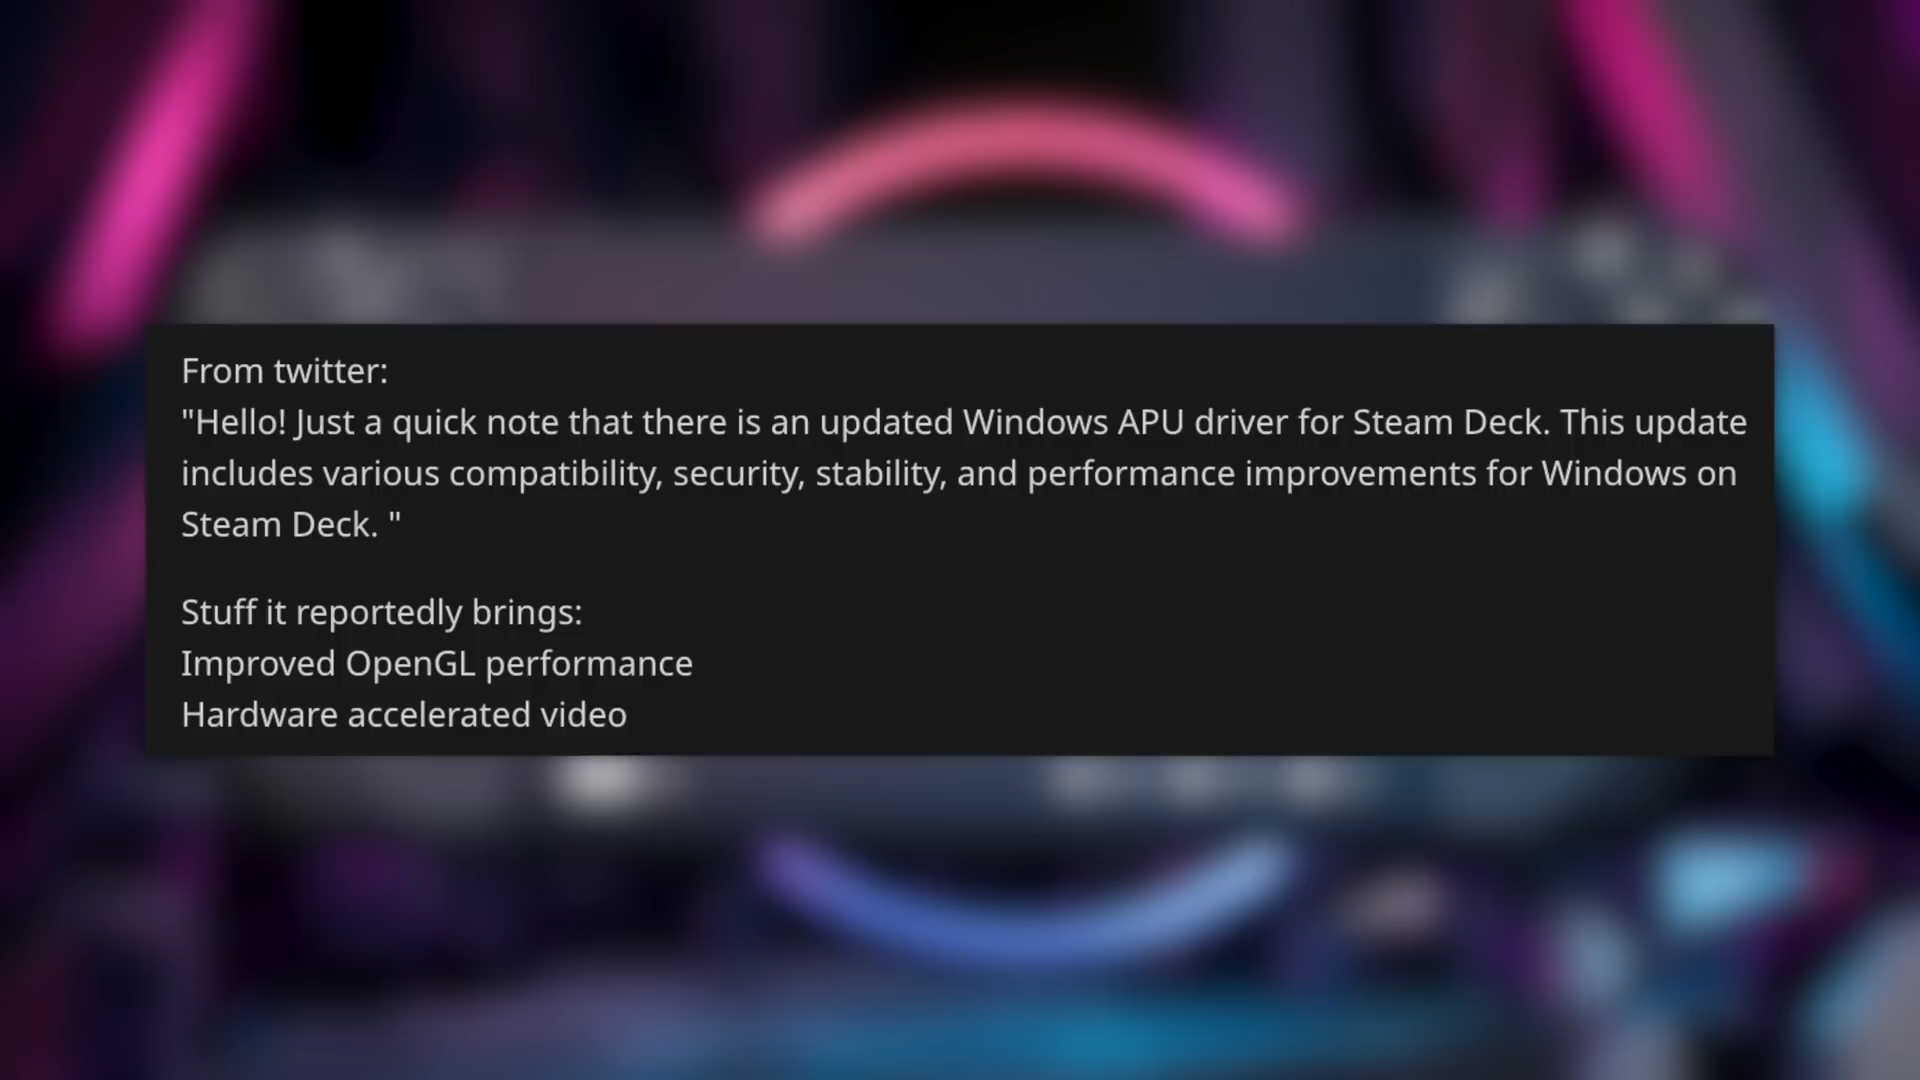 From twitter:
"Hello! Just a quick note that there is an updated Windows APU driver for Steam Deck. This update
includes various compatibility, security, stability, and performance improvements for Windows on
Steam Deck. "
Stuff it reportedly brings:
Improved OpenGL performance
Hardware accelerated video